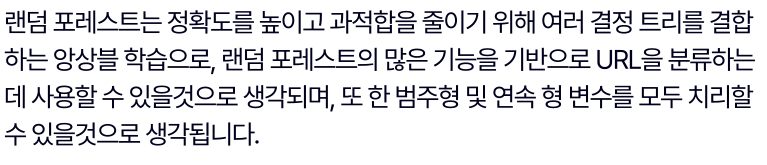 랜덤 포레스트는 정확도를 높이고 과적합을 줄이기 위해 여러 결정 트리를 결합
하는 앙상블 학습으로, 랜덤 포레스트의 많은 기능을 기반으로 URL을 분류하는
데 사용할 수 있을것으로 생각되며, 또 한 범주형 및 연속 형 변수를 모두 치리할
수 있을것으로 생각됩니다.